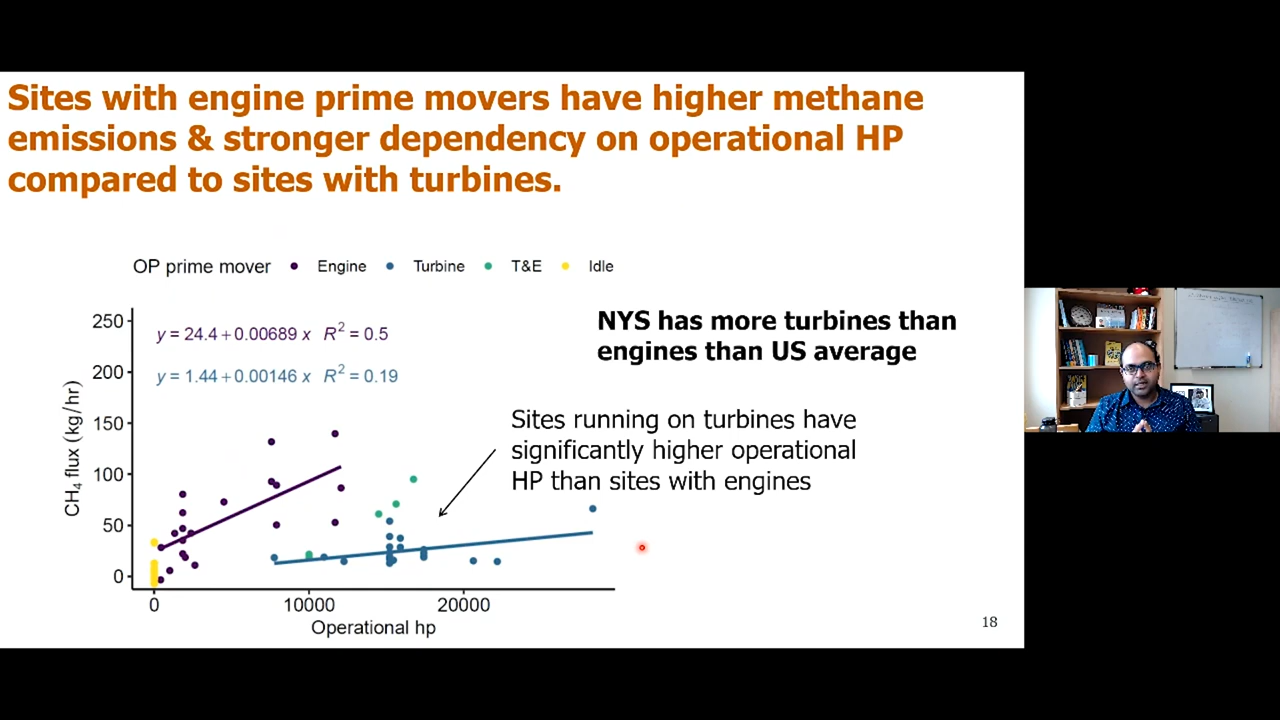 Sites with engine prime movers have higher methane
emissions & stronger dependency on operational HP
compared to sites with turbines.
OP prime mover Engine Turbine T&E Idle
NYS has more turbines than
engines than US average
Sites running on turbines have
significantly higher operational
HP than sites with engines
y = 24.4+0.00689 x R² = 0.5
y = 1.44+0.00146 x R² = 0.19
CH₄ flux (kg/hr)
250
200
150
100
50
0
0 10000 20000
Operational hp
18